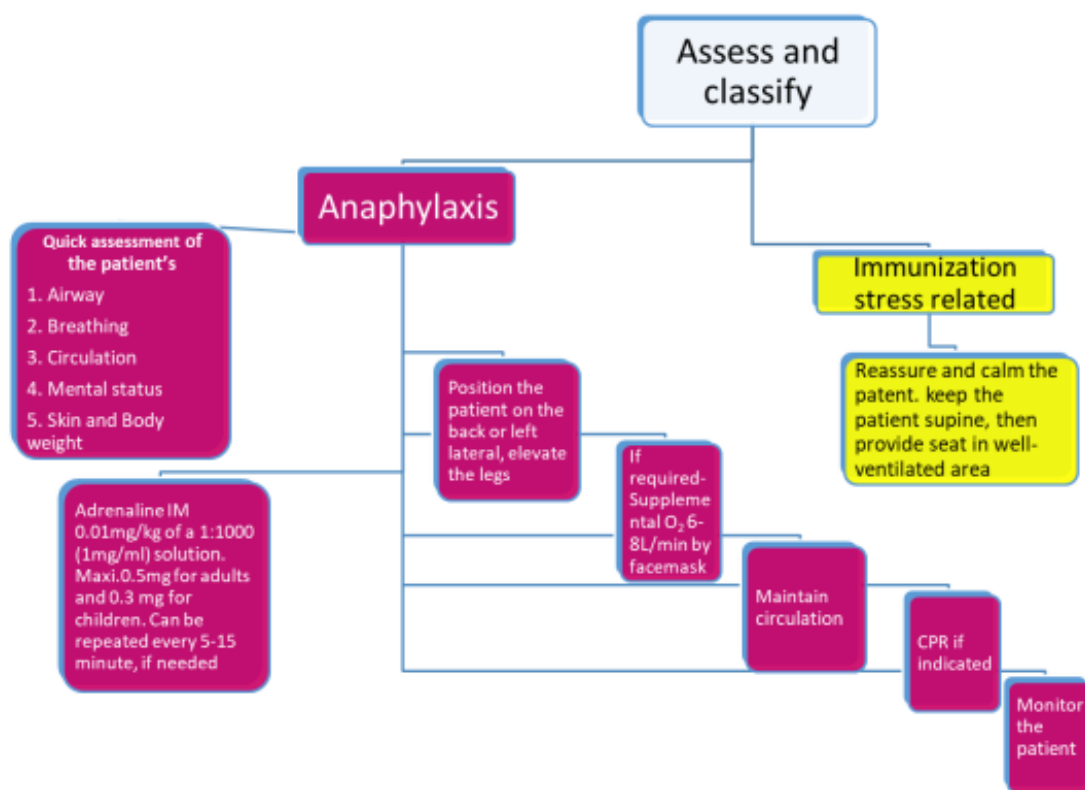 Assess and
classify
Anaphylaxis
Quick assessment of
the patient's
1. Airway
2. Breathing
3. Circulation
4. Mental status
5. Skin and Body
weight
Immunization
stress related
Reassure and calm the
patent. keep the
patient supine, then
provide seat in well-
ventilated area
Position the
patient on the
back or left
lateral, elevate
the legs
If
required-
Suppleme
ntal O₂ 6-
8L/min by
facemask
Adrenaline IM
0.01mg/kg of a 1:1000
(1mg/ml) solution.
Maxi.0.5mg for adults
and 0.3 mg for
children. Can be
repeated every 5-15
minute, if needed
Maintain
circulation
CPR if
indicated
Monitor
the
patient